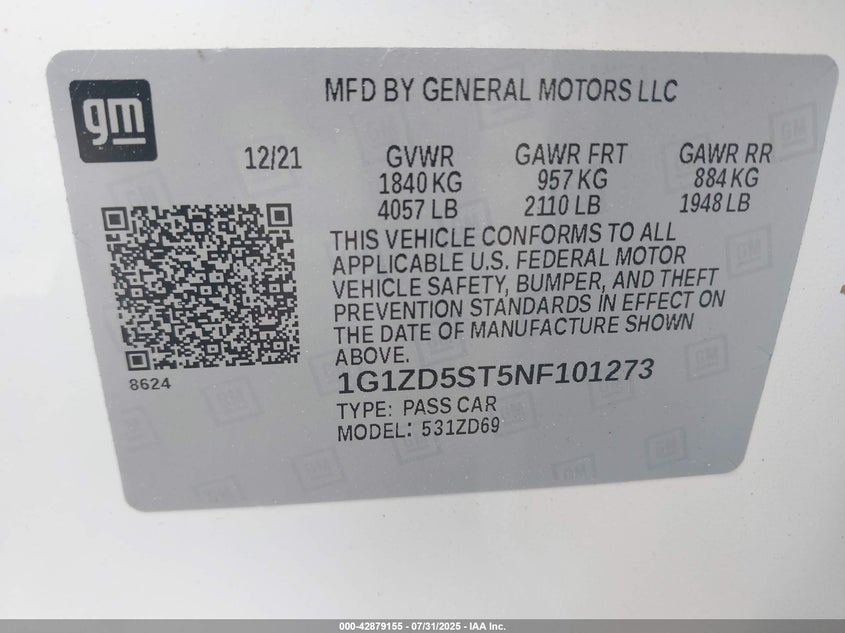 gm
MFD BY GENERAL MOTORS LLC
12/21 GVWR GAWR FRT GAWR RR
1840 KG 957 KG 884 KG
4057 LB 2110 LB 1948 LB
THIS VEHICLE CONFORMS TO ALL
APPLICABLE U.S. FEDERAL MOTOR
VEHICLE SAFETY, BUMPER, AND THEFT
PREVENTION STANDARDS IN EFFECT ON
THE DATE OF MANUFACTURE SHOWN
ABOVE.
8624
1G1ZD5ST5NF101273
TYPE: PASS CAR
MODEL: 531ZD69
000-42879155 - 07/31/2025 - IAA Inc.